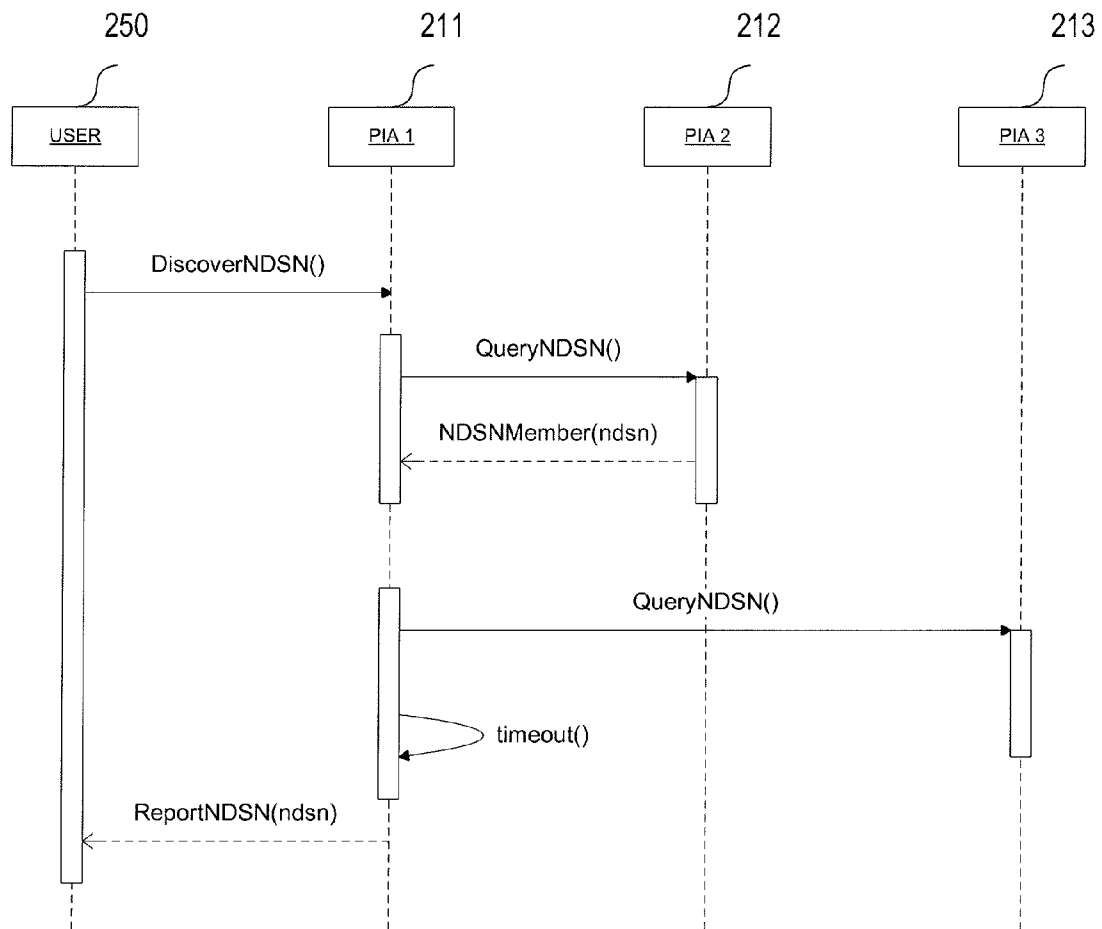 250 211 212 213
USER PIA 1 PIA 2 PIA 3
DiscoverNDSN()
QueryNDSN()
NDSNMember(ndsn)
QueryNDSN()
timeout()
ReportNDSN(ndsn)